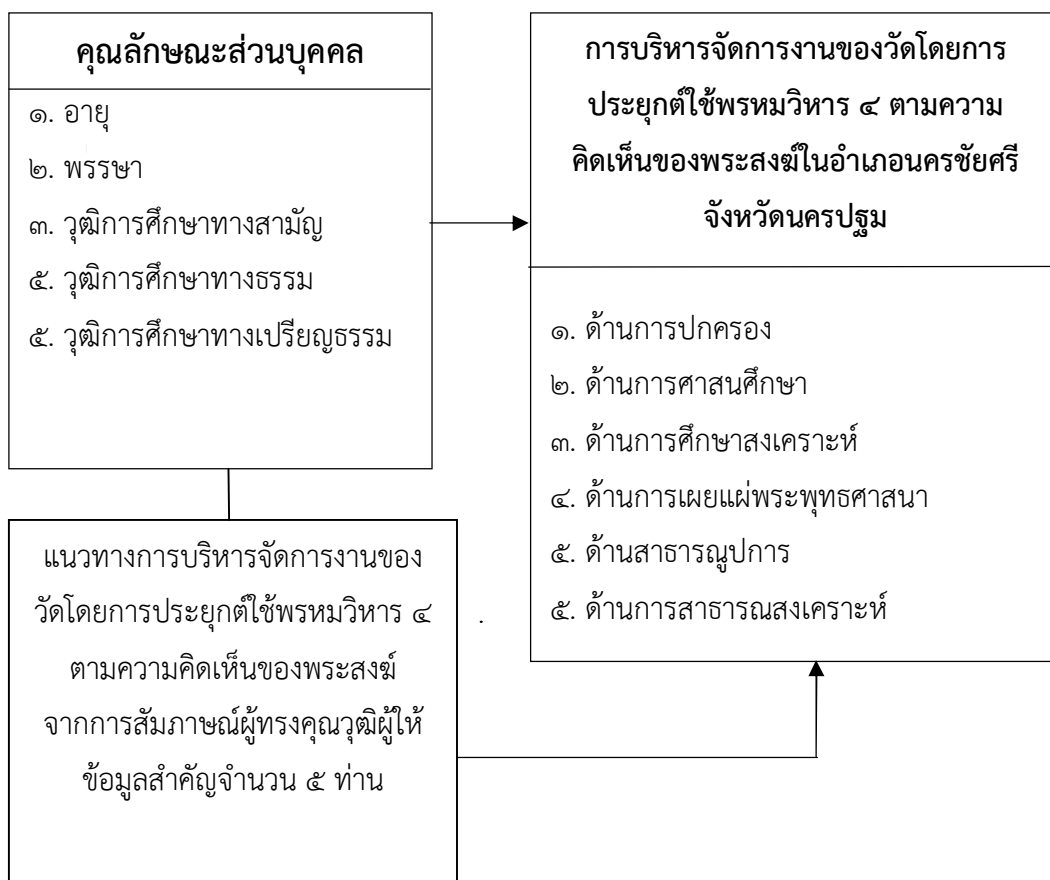 คุณลักษณะส่วนบุคคล
๑. อายุ
๒. พรรษา
๓. วุฒิการศึกษาทางสามัญ
๕. วุฒิการศึกษาทางธรรม
๕. วุฒิการศึกษาทางเปรียญธรรม
การบริหารจัดการงานของวัดโดยการ
ประยุกต์ใช้พรหมวิหาร ๔ ตามความ
คิดเห็นของพระสงฆ์ในอำเภอนครชัยศรี
จังหวัดนครปฐม
๑. ด้านการปกครอง
๒. ด้านการศาสนศึกษา
๓. ด้านการศึกษาสงเคราะห์
๔. ด้านการเผยแผ่พระพุทธศาสนา
๕. ด้านสาธารณูปการ
๕. ด้านการสาธารณสงเคราะห์
แนวทางการบริหารจัดการงานของ
วัดโดยการประยุกต์ใช้พรหมวิหาร ๔
ตามความคิดเห็นของพระสงฆ์
จากการสัมภาษณ์ผู้ทรงคุณวุฒิผู้ให้
ข้อมูลสำคัญจำนวน ๕ ท่าน
.